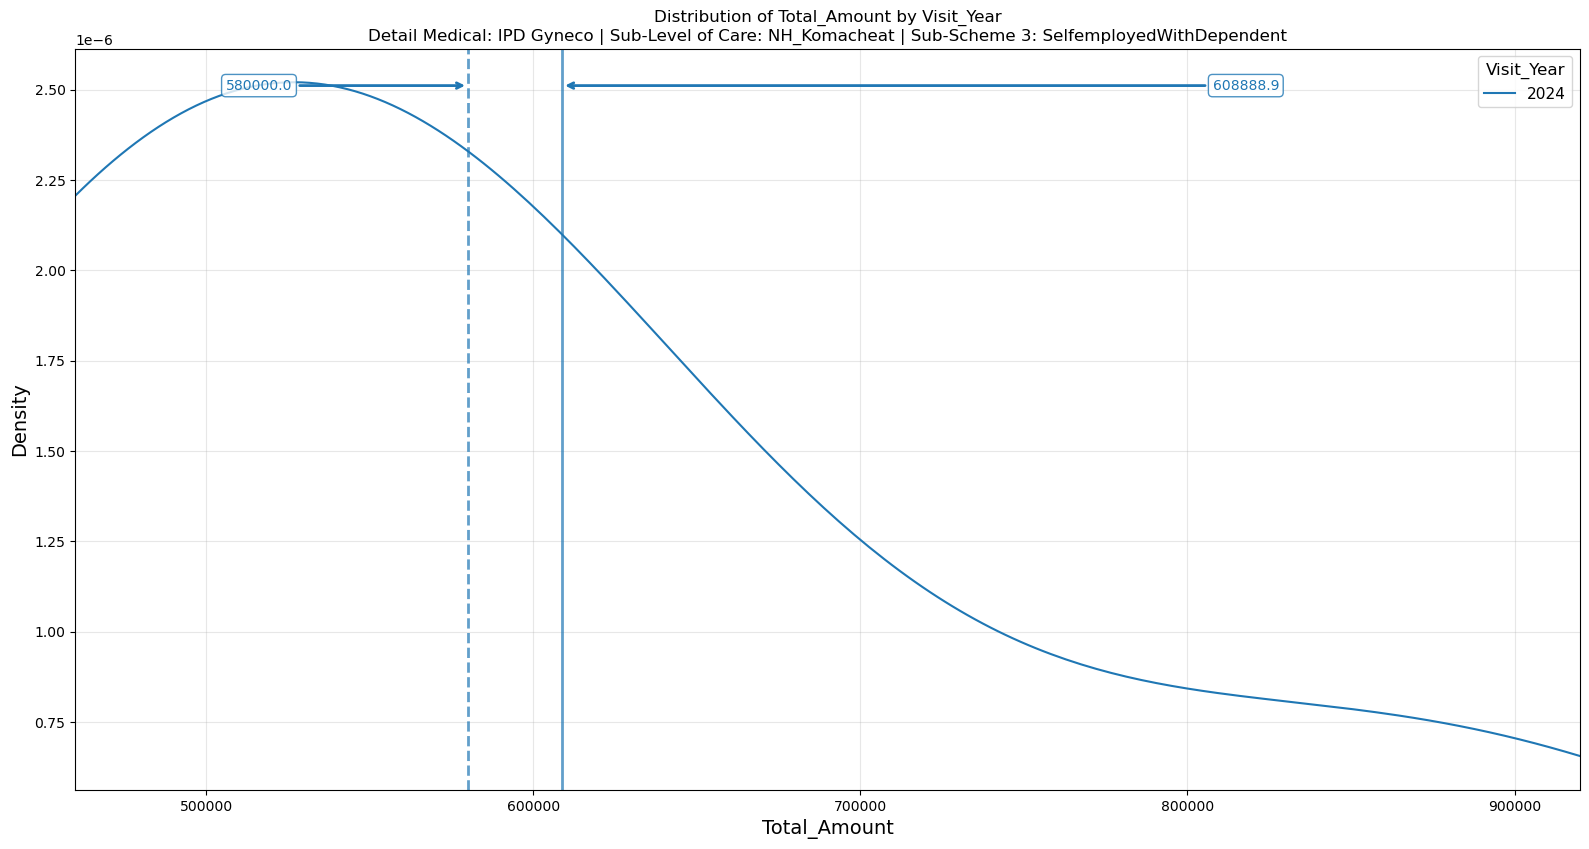 Distribution of Total_Amount by Visit_Year
Detail Medical: IPD Gyneco | Sub-Level of Care: NH_Komacheat | Sub-Scheme 3: SelfemployedWithDependent
1e−6
2.50
2.25
2.00
1.75
1.50
1.25
1.00
0.75
Density
580000.0
608888.9
Visit_Year
2024
500000
600000
700000
800000
900000
Total_Amount